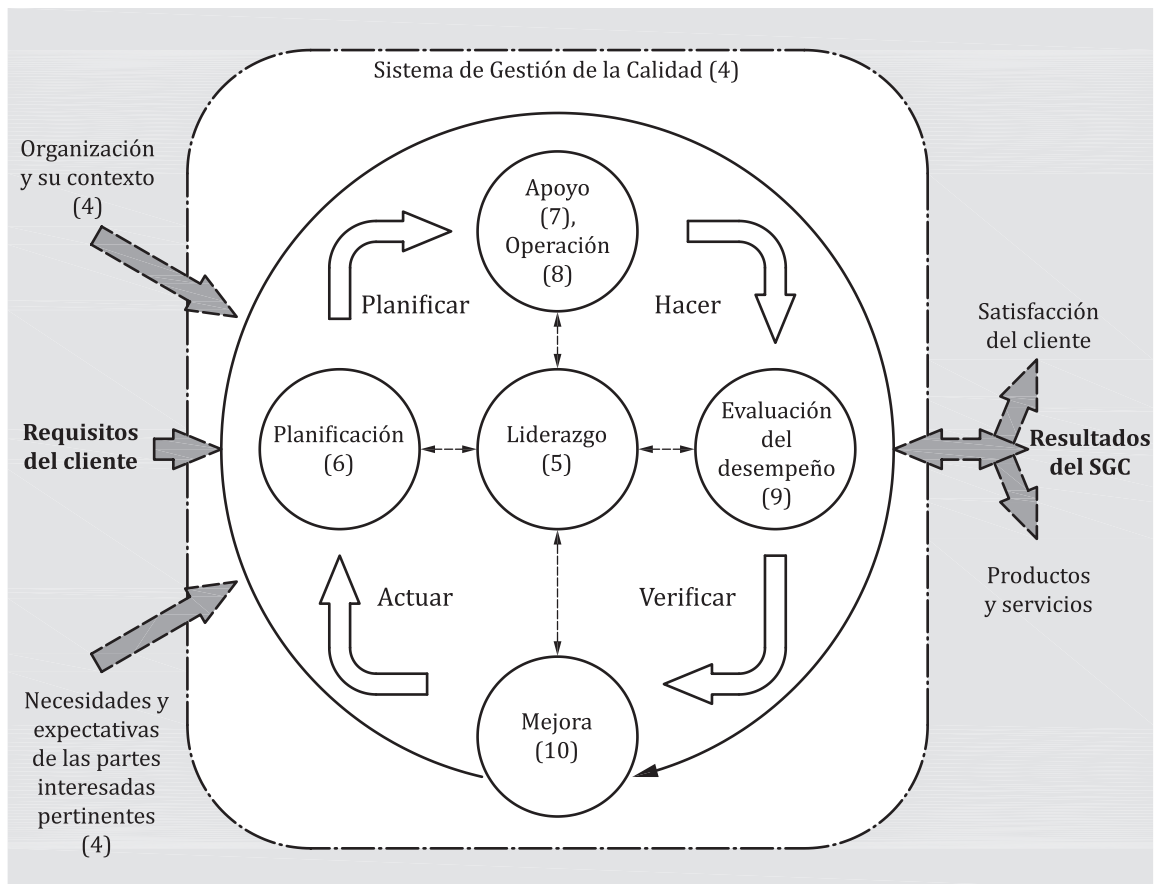 Sistema de Gestión de la Calidad (4)
Organización
y su contexto
(4)
Apoyo
(7),
Operación
(8)
Planificar
Hacer
Satisfacción
del cliente
Requisitos
del cliente
Planificación
(6)
Liderazgo
(5)
Evaluación
del
desempeño
(9)
Resultados
del SGC
Actuar
Verificar
Productos
y servicios
Necesidades y
expectativas
de las partes
interesadas
pertinentes
(4)
Mejora
(10)